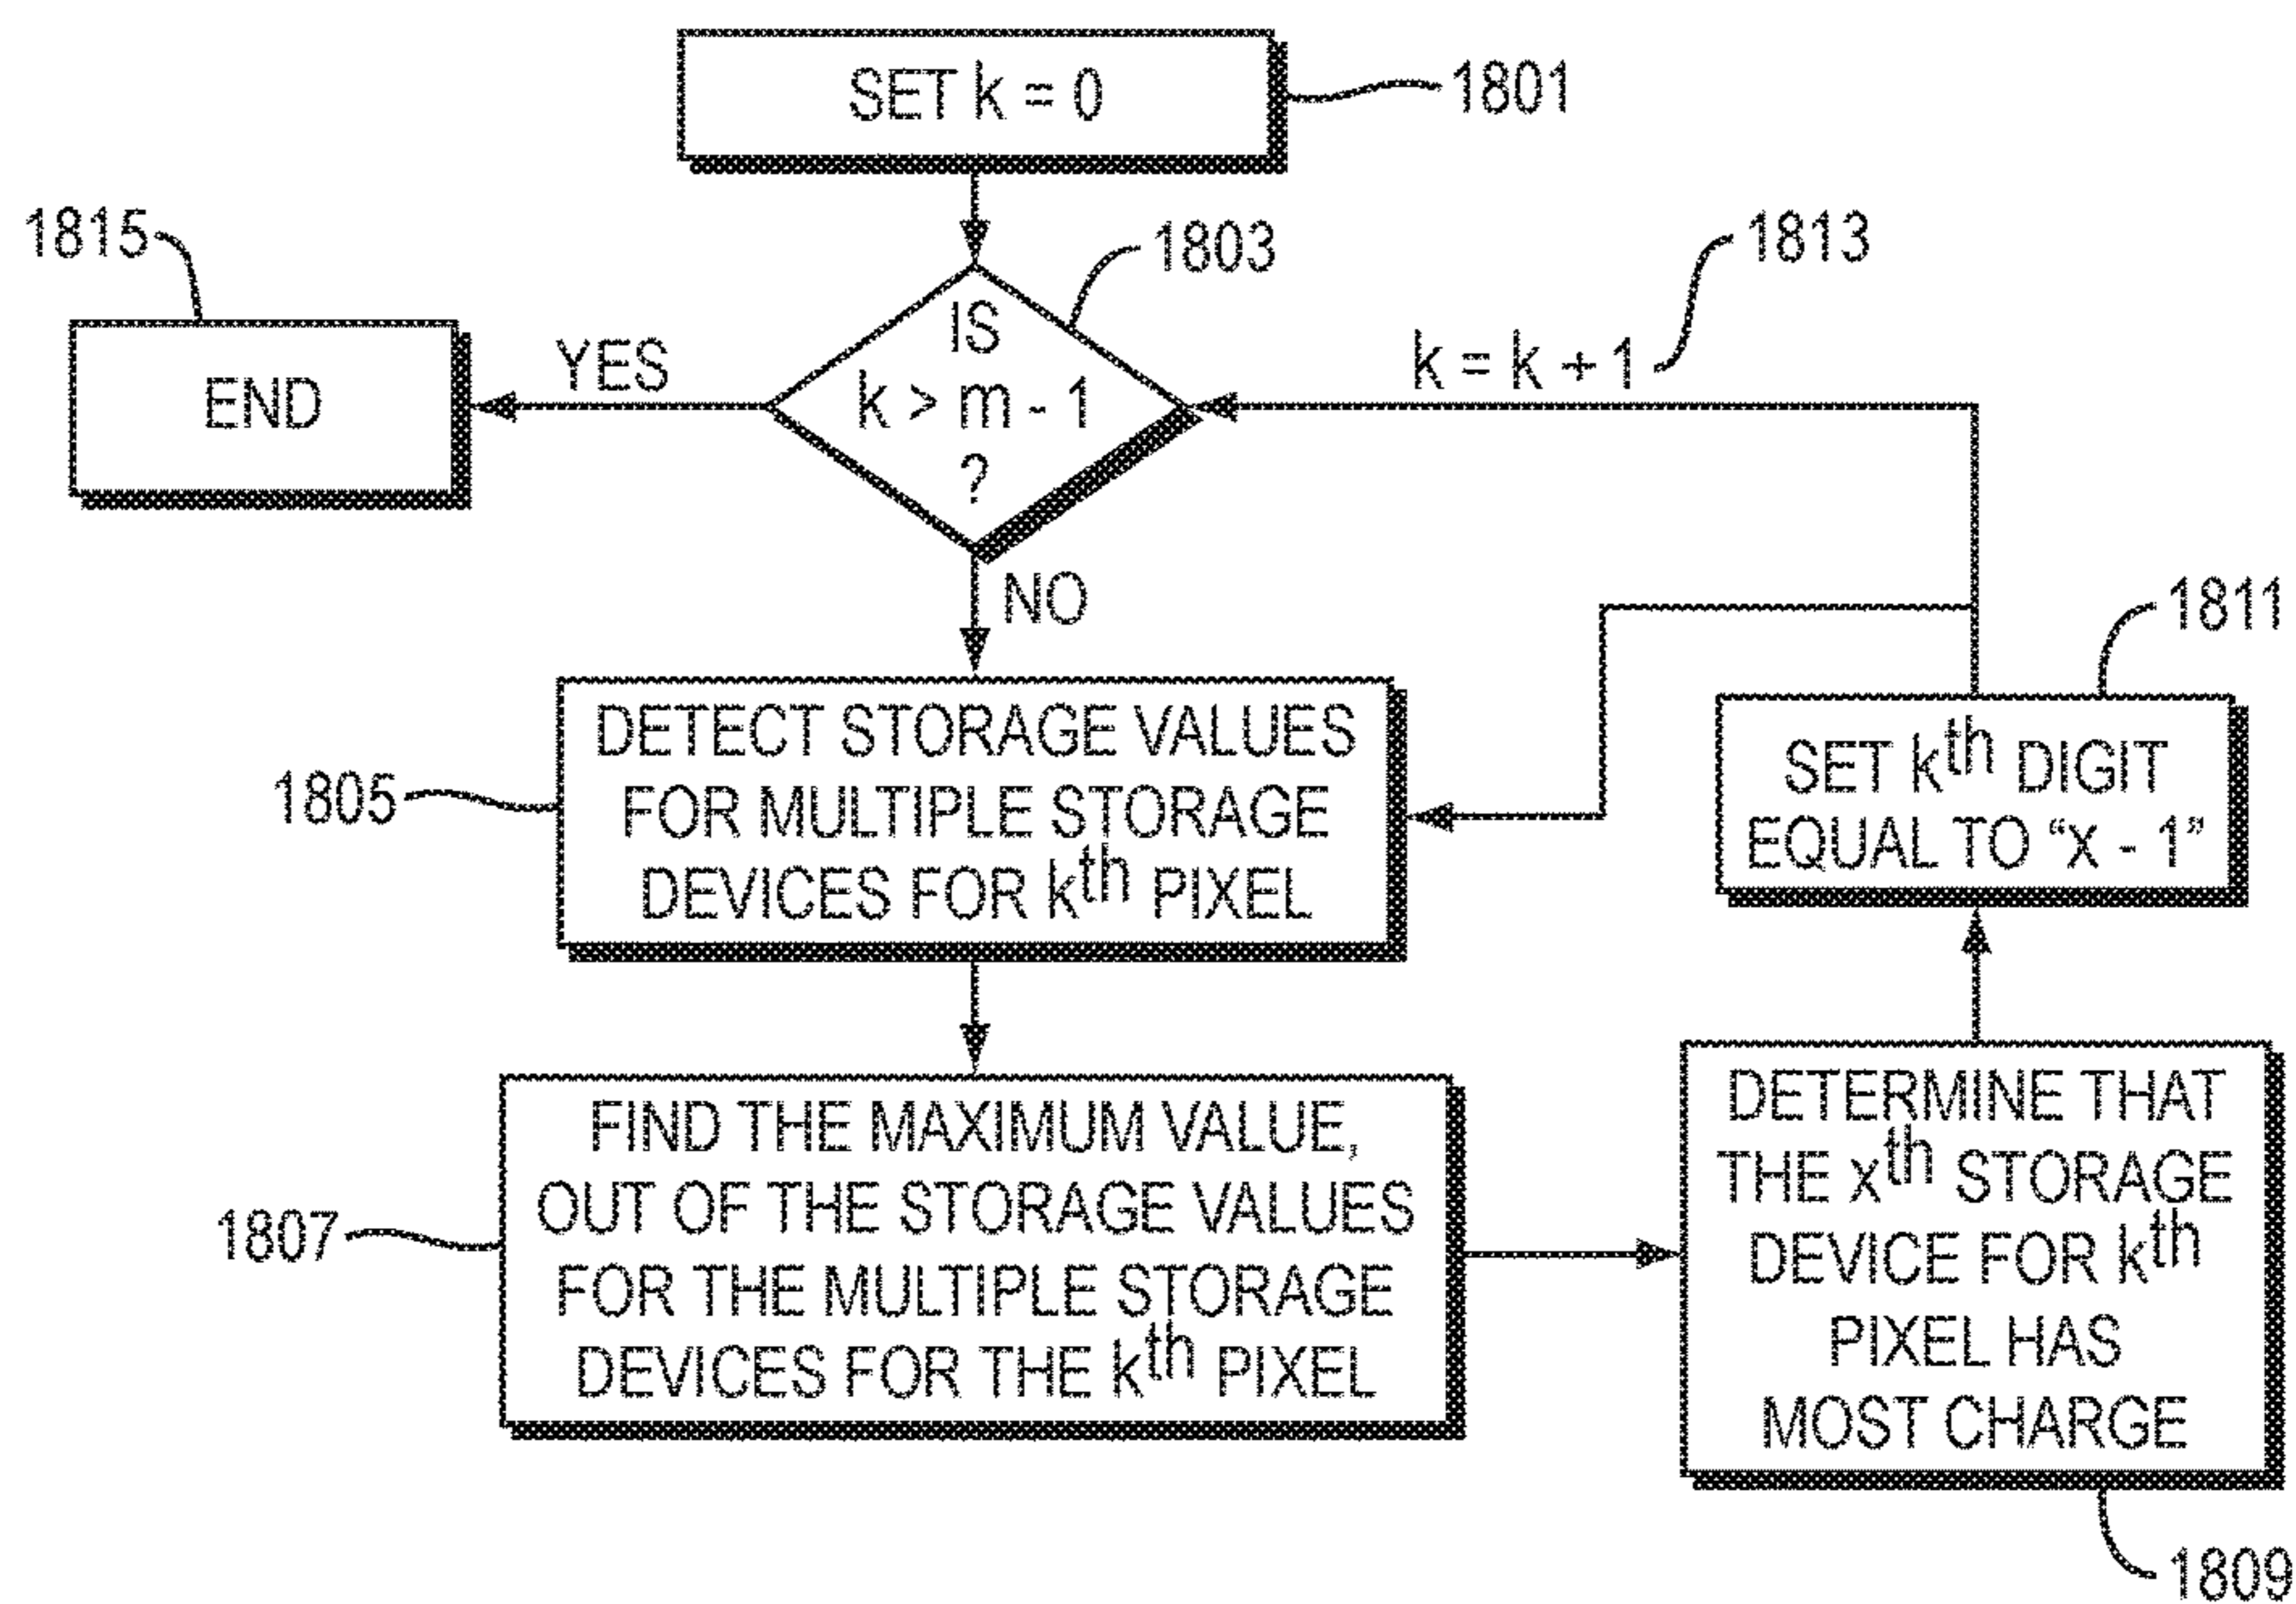 SET k = 0
1801
1815
1803
1813
END
YES
IS
k > m - 1
?
k = k + 1
NO
1811
1805
DETECT STORAGE VALUES
FOR MULTIPLE STORAGE
DEVICES FOR kth PIXEL
SET kth DIGIT
EQUAL TO “x - 1”
1807
FIND THE MAXIMUM VALUE,
OUT OF THE STORAGE VALUES
FOR THE MULTIPLE STORAGE
DEVICES FOR THE kth PIXEL
DETERMINE THAT
THE xth STORAGE
DEVICE FOR kth
PIXEL HAS
MOST CHARGE
1809